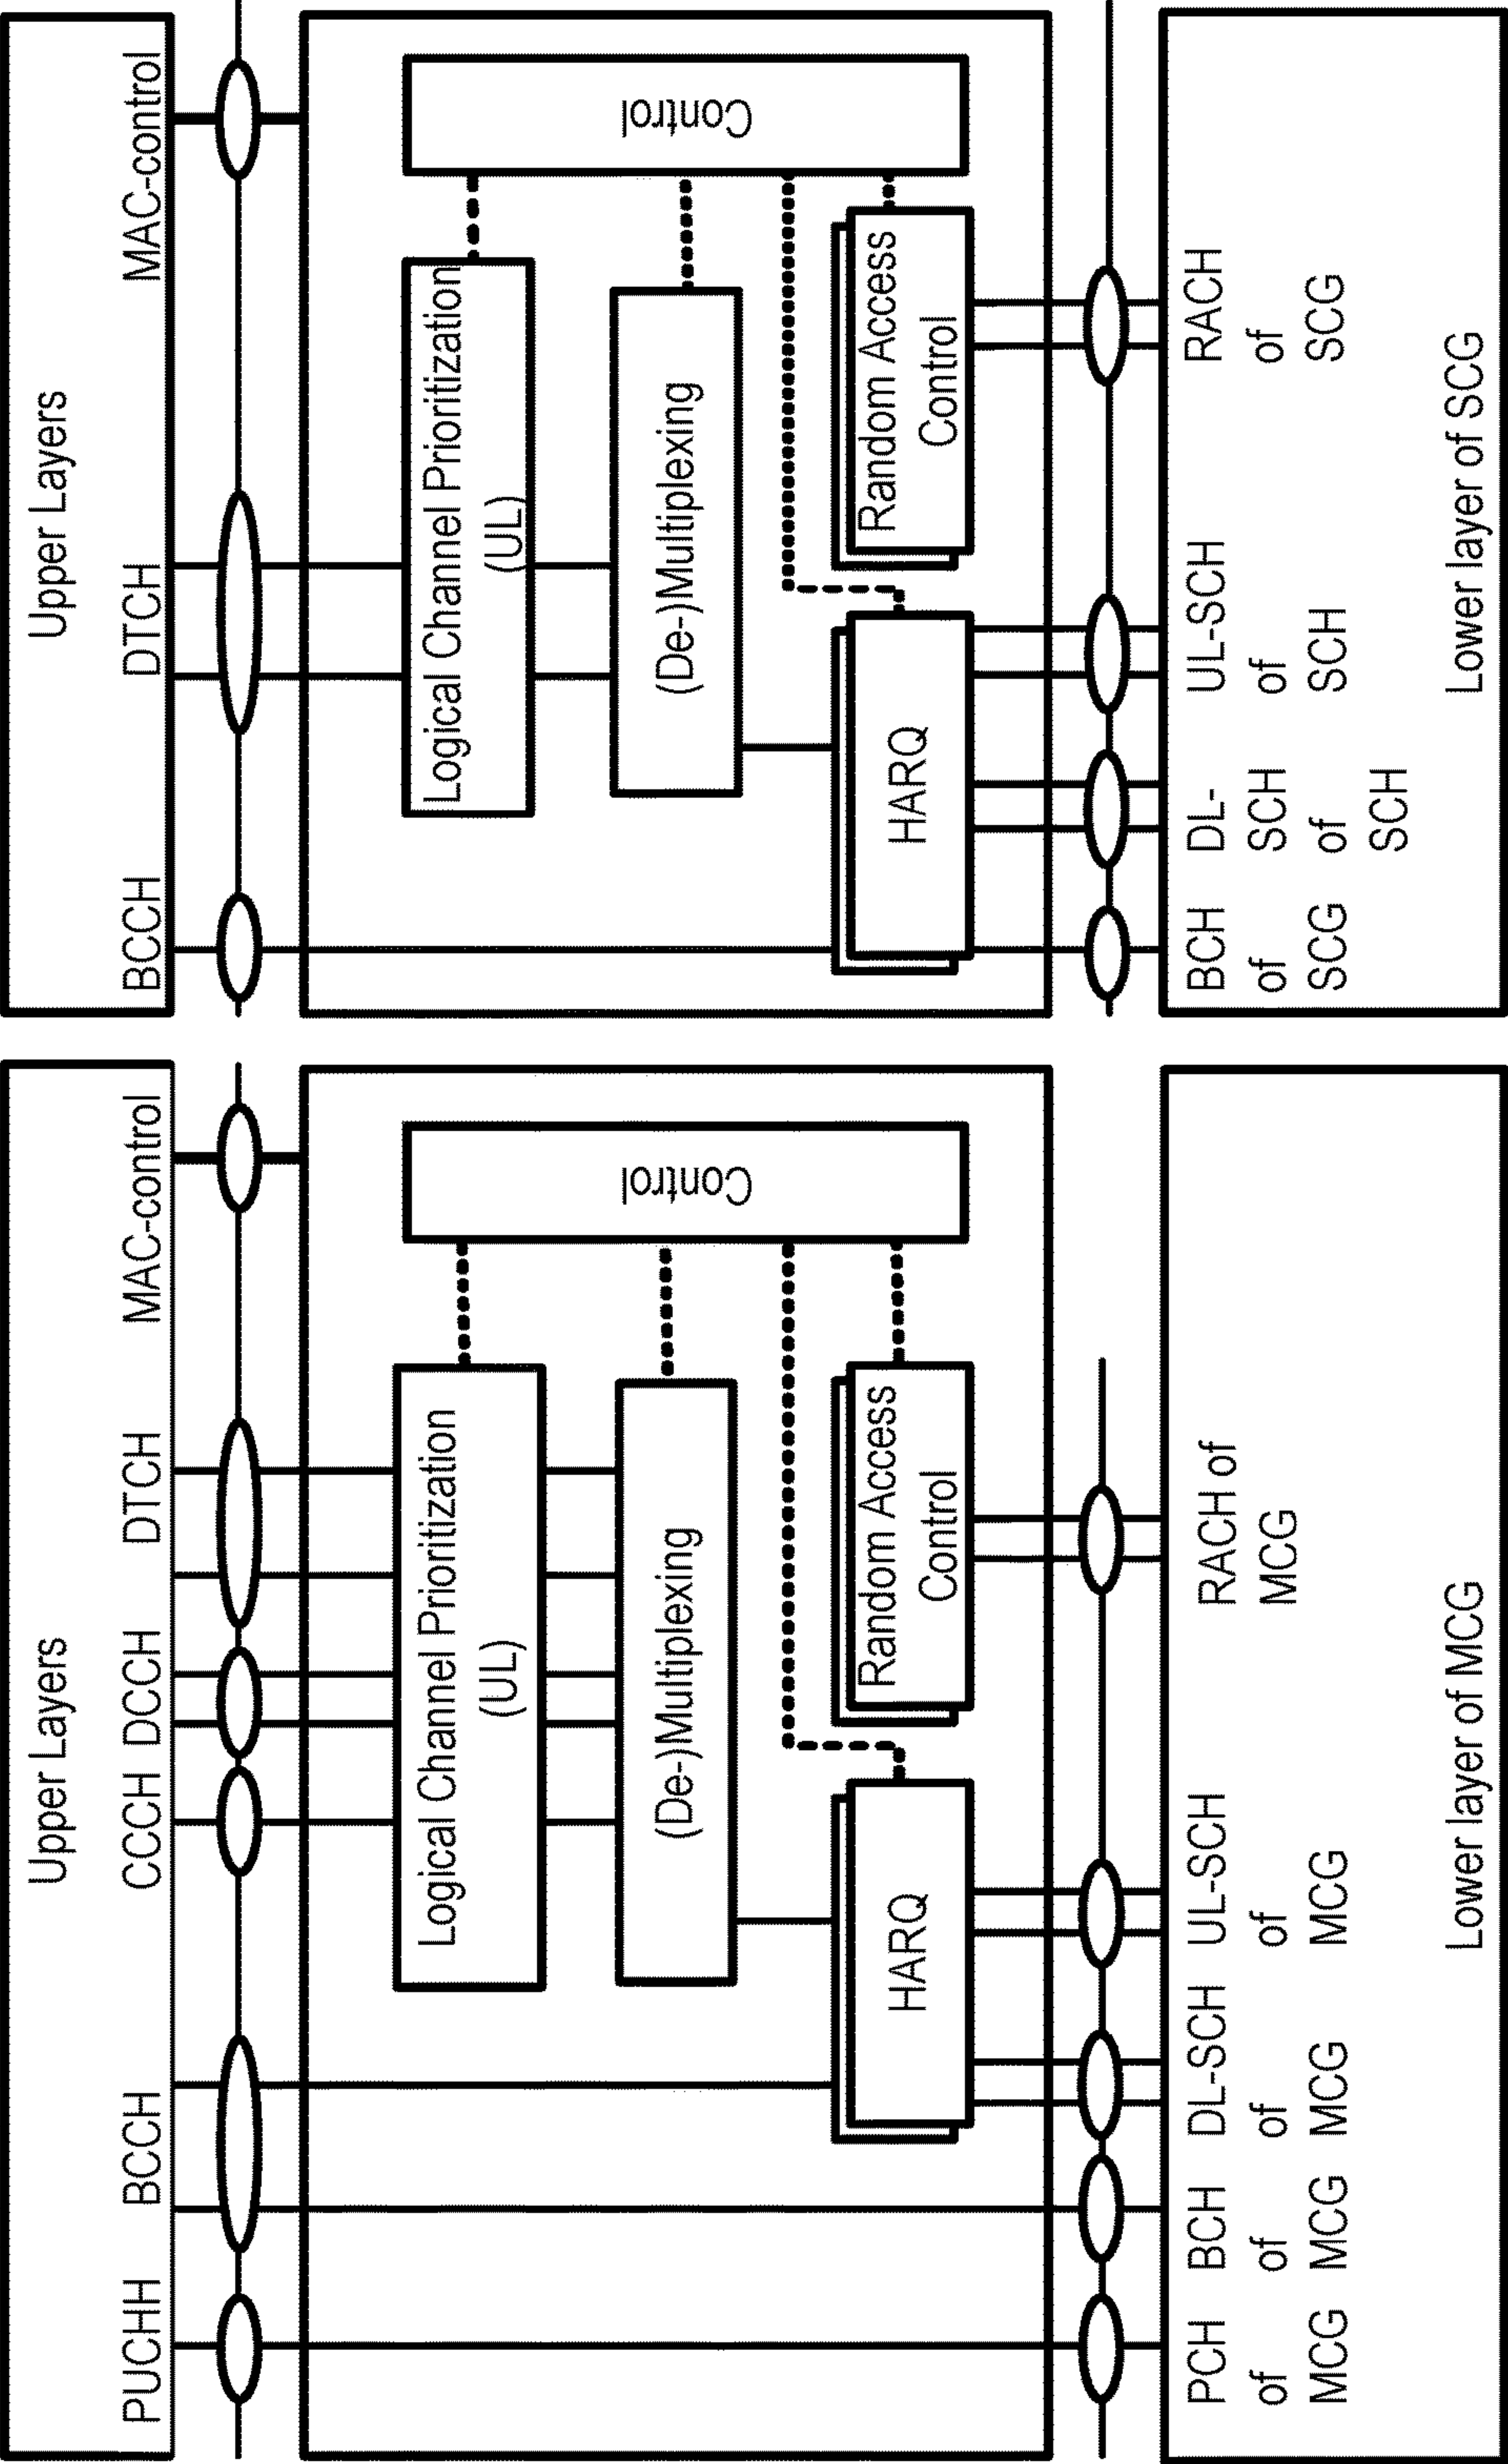 Upper Layers
PUCHH
BCCH
CCCH
DCCH
DTCH
MAC-control
Logical Channel Prioritization
(UL)
(De-)Multiplexing
HARQ
Random Access
Control
Control
PCH
of
MCG
BCH
of
MCG
DL-SCH
of
MCG
UL-SCH
of
MCG
RACH of
MCG
Lower layer of MCG
Upper Layers
BCCH
DTCH
MAC-control
Logical Channel Prioritization
(UL)
(De-)Multiplexing
HARQ
Random Access
Control
Control
BCH
of
SCG
DL-
SCH
of
SCH
UL-SCH
of
SCH
RACH
of
SCG
Lower layer of SCG